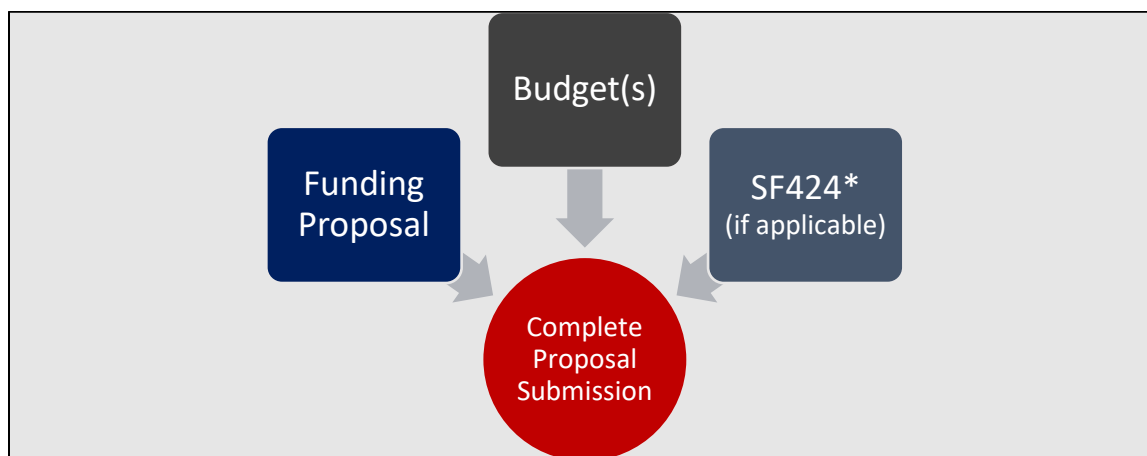 Budget(s)
Funding
Proposal
SF424*
(if applicable)
Complete
Proposal
Submission